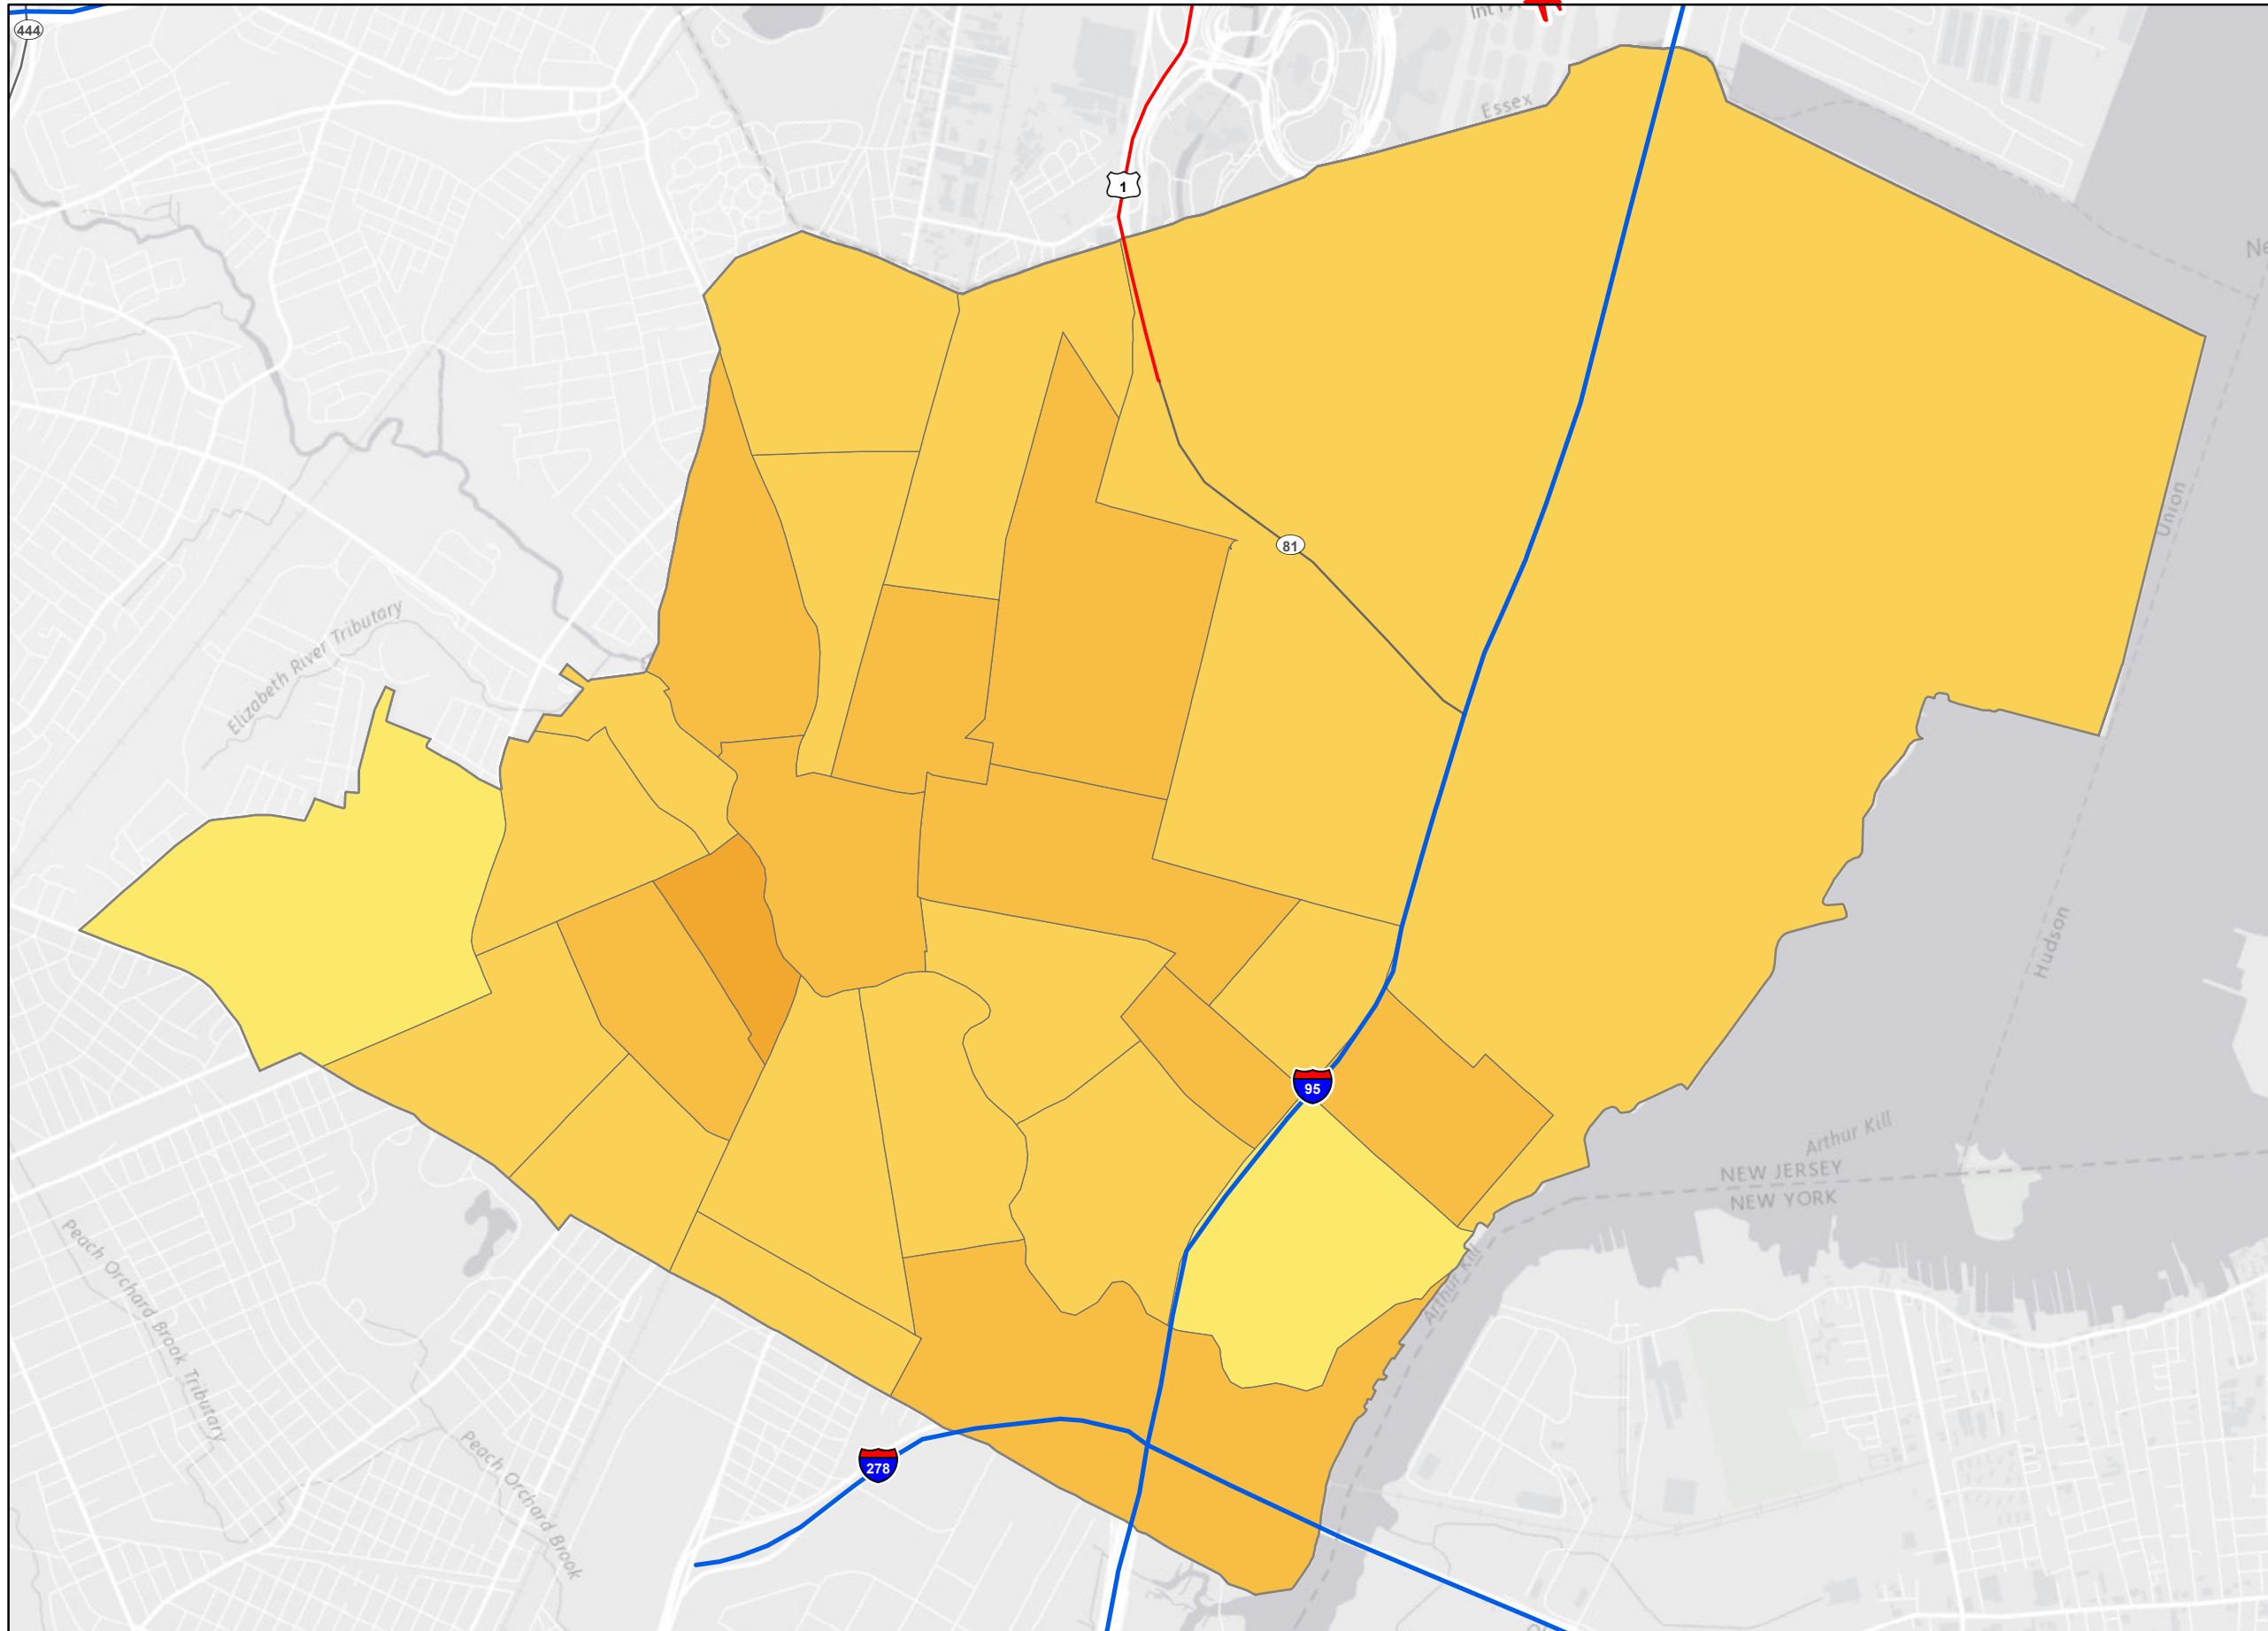 444
Int'l A
Essex
1
Ne
Union
81
Elizabeth River Tributary
Hudson
95
Arthur Kill
NEW JERSEY
NEW YORK
Peach Orchard Brook Tributary
Arthur Kill
278
Peach Orchard Brook